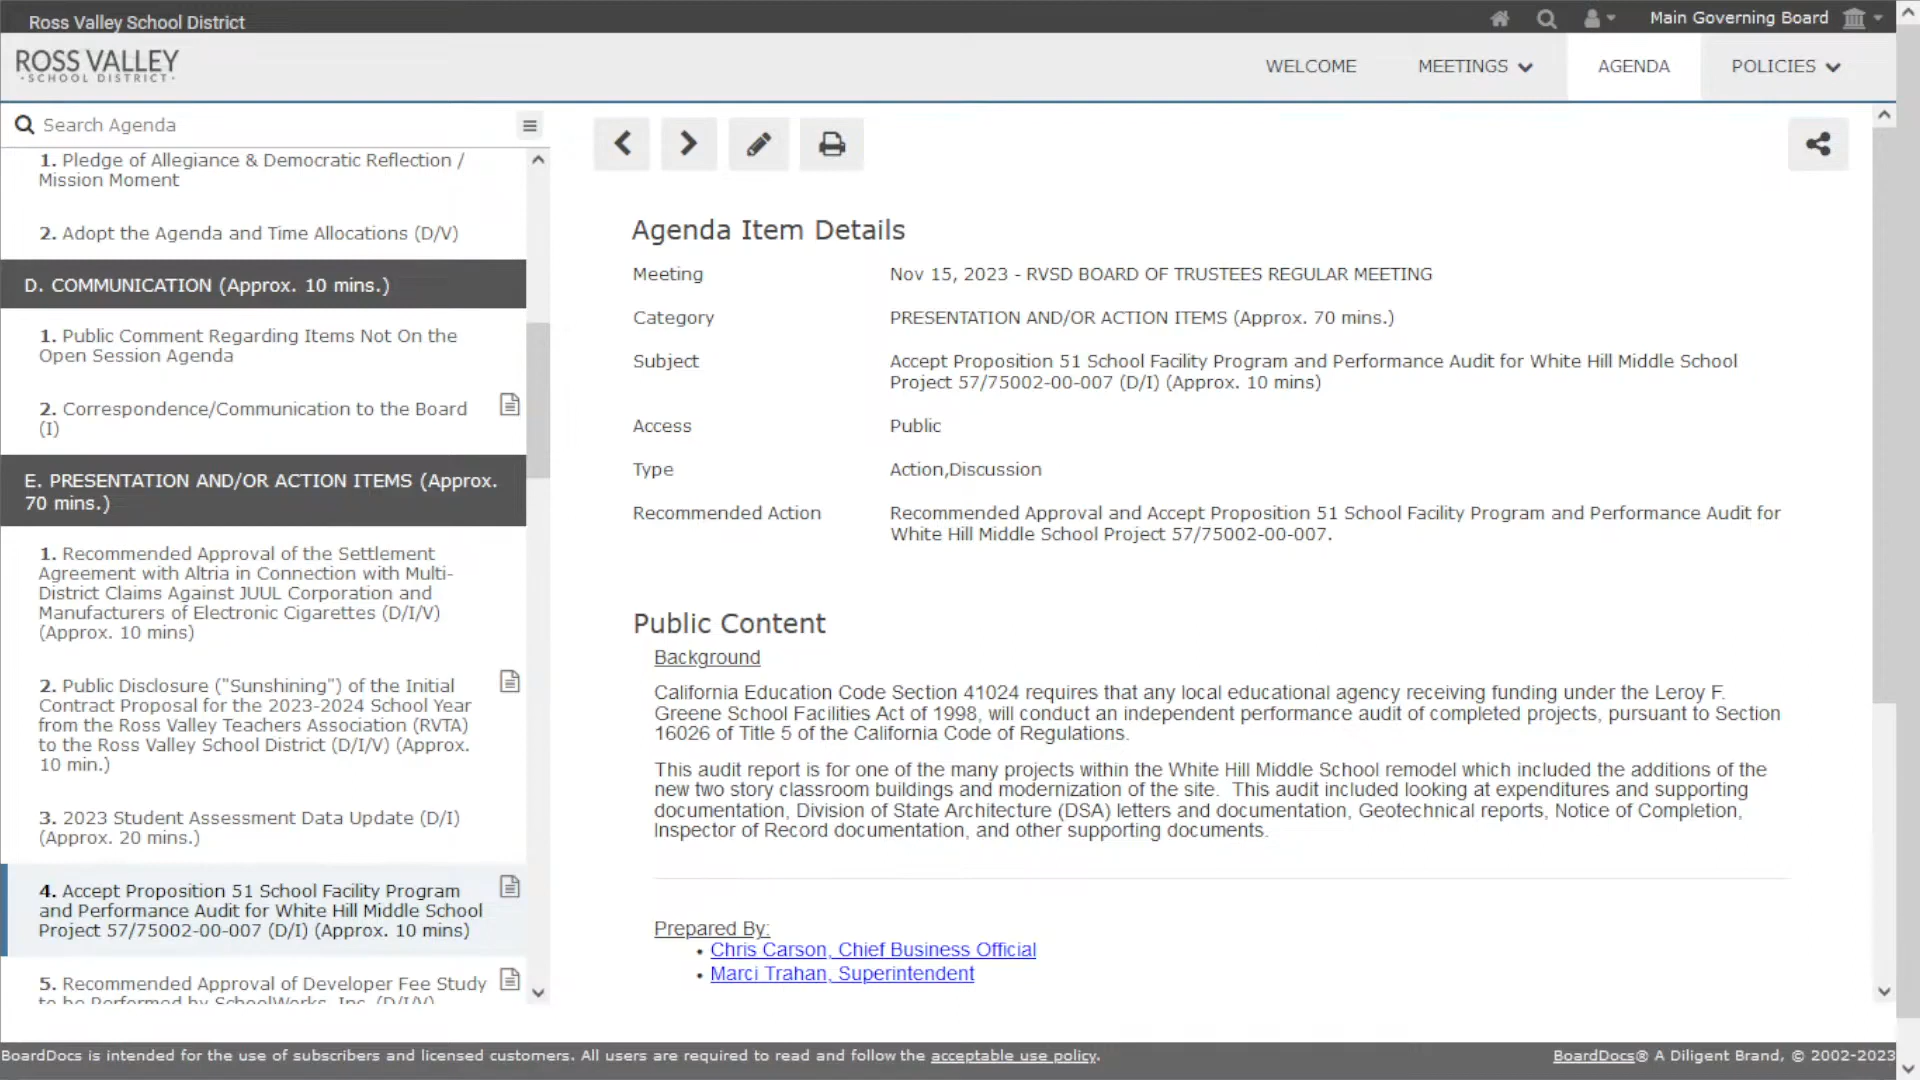 Ross Valley School District
Main Governing Board
ROSS VALLEY
·SCHOOL DISTRICT·
WELCOME
MEETINGS
AGENDA
POLICIES
Search Agenda
1. Pledge of Allegiance & Democratic Reflection /
Mission Moment
2. Adopt the Agenda and Time Allocations (D/V)
D. COMMUNICATION (Approx. 10 mins.)
1. Public Comment Regarding Items Not On the
Open Session Agenda
2. Correspondence/Communication to the Board
(I)
E. PRESENTATION AND/OR ACTION ITEMS (Approx.
70 mins.)
1. Recommended Approval of the Settlement
Agreement with Altria in Connection with Multi-
District Claims Against JUUL Corporation and
Manufacturers of Electronic Cigarettes (D/I/V)
(Approx. 10 mins)
2. Public Disclosure ("Sunshining") of the Initial
Contract Proposal for the 2023-2024 School Year
from the Ross Valley Teachers Association (RVTA)
to the Ross Valley School District (D/I/V) (Approx.
10 min.)
3. 2023 Student Assessment Data Update (D/I)
(Approx. 20 mins.)
4. Accept Proposition 51 School Facility Program
and Performance Audit for White Hill Middle School
Project 57/75002-00-007 (D/I) (Approx. 10 mins)
5. Recommended Approval of Developer Fee Study
to be Performed by SchoolWorks, Inc. (D/I/V)
Agenda Item Details
Meeting
Nov 15, 2023 - RVSD BOARD OF TRUSTEES REGULAR MEETING
Category
PRESENTATION AND/OR ACTION ITEMS (Approx. 70 mins.)
Subject
Accept Proposition 51 School Facility Program and Performance Audit for White Hill Middle School
Project 57/75002-00-007 (D/I) (Approx. 10 mins)
Access
Public
Type
Action,Discussion
Recommended Action
Recommended Approval and Accept Proposition 51 School Facility Program and Performance Audit for
White Hill Middle School Project 57/75002-00-007.
Public Content
Background
California Education Code Section 41024 requires that any local educational agency receiving funding under the Leroy F.
Greene School Facilities Act of 1998, will conduct an independent performance audit of completed projects, pursuant to Section
16026 of Title 5 of the California Code of Regulations.
This audit report is for one of the many projects within the White Hill Middle School remodel which included the additions of the
new two story classroom buildings and modernization of the site.  This audit included looking at expenditures and supporting
documentation, Division of State Architecture (DSA) letters and documentation, Geotechnical reports, Notice of Completion,
Inspector of Record documentation, and other supporting documents.
Prepared By:
• Chris Carson, Chief Business Official
• Marci Trahan, Superintendent
BoardDocs is intended for the use of subscribers and licensed customers. All users are required to read and follow the acceptable use policy.
BoardDocs® A Diligent Brand, © 2002-2023